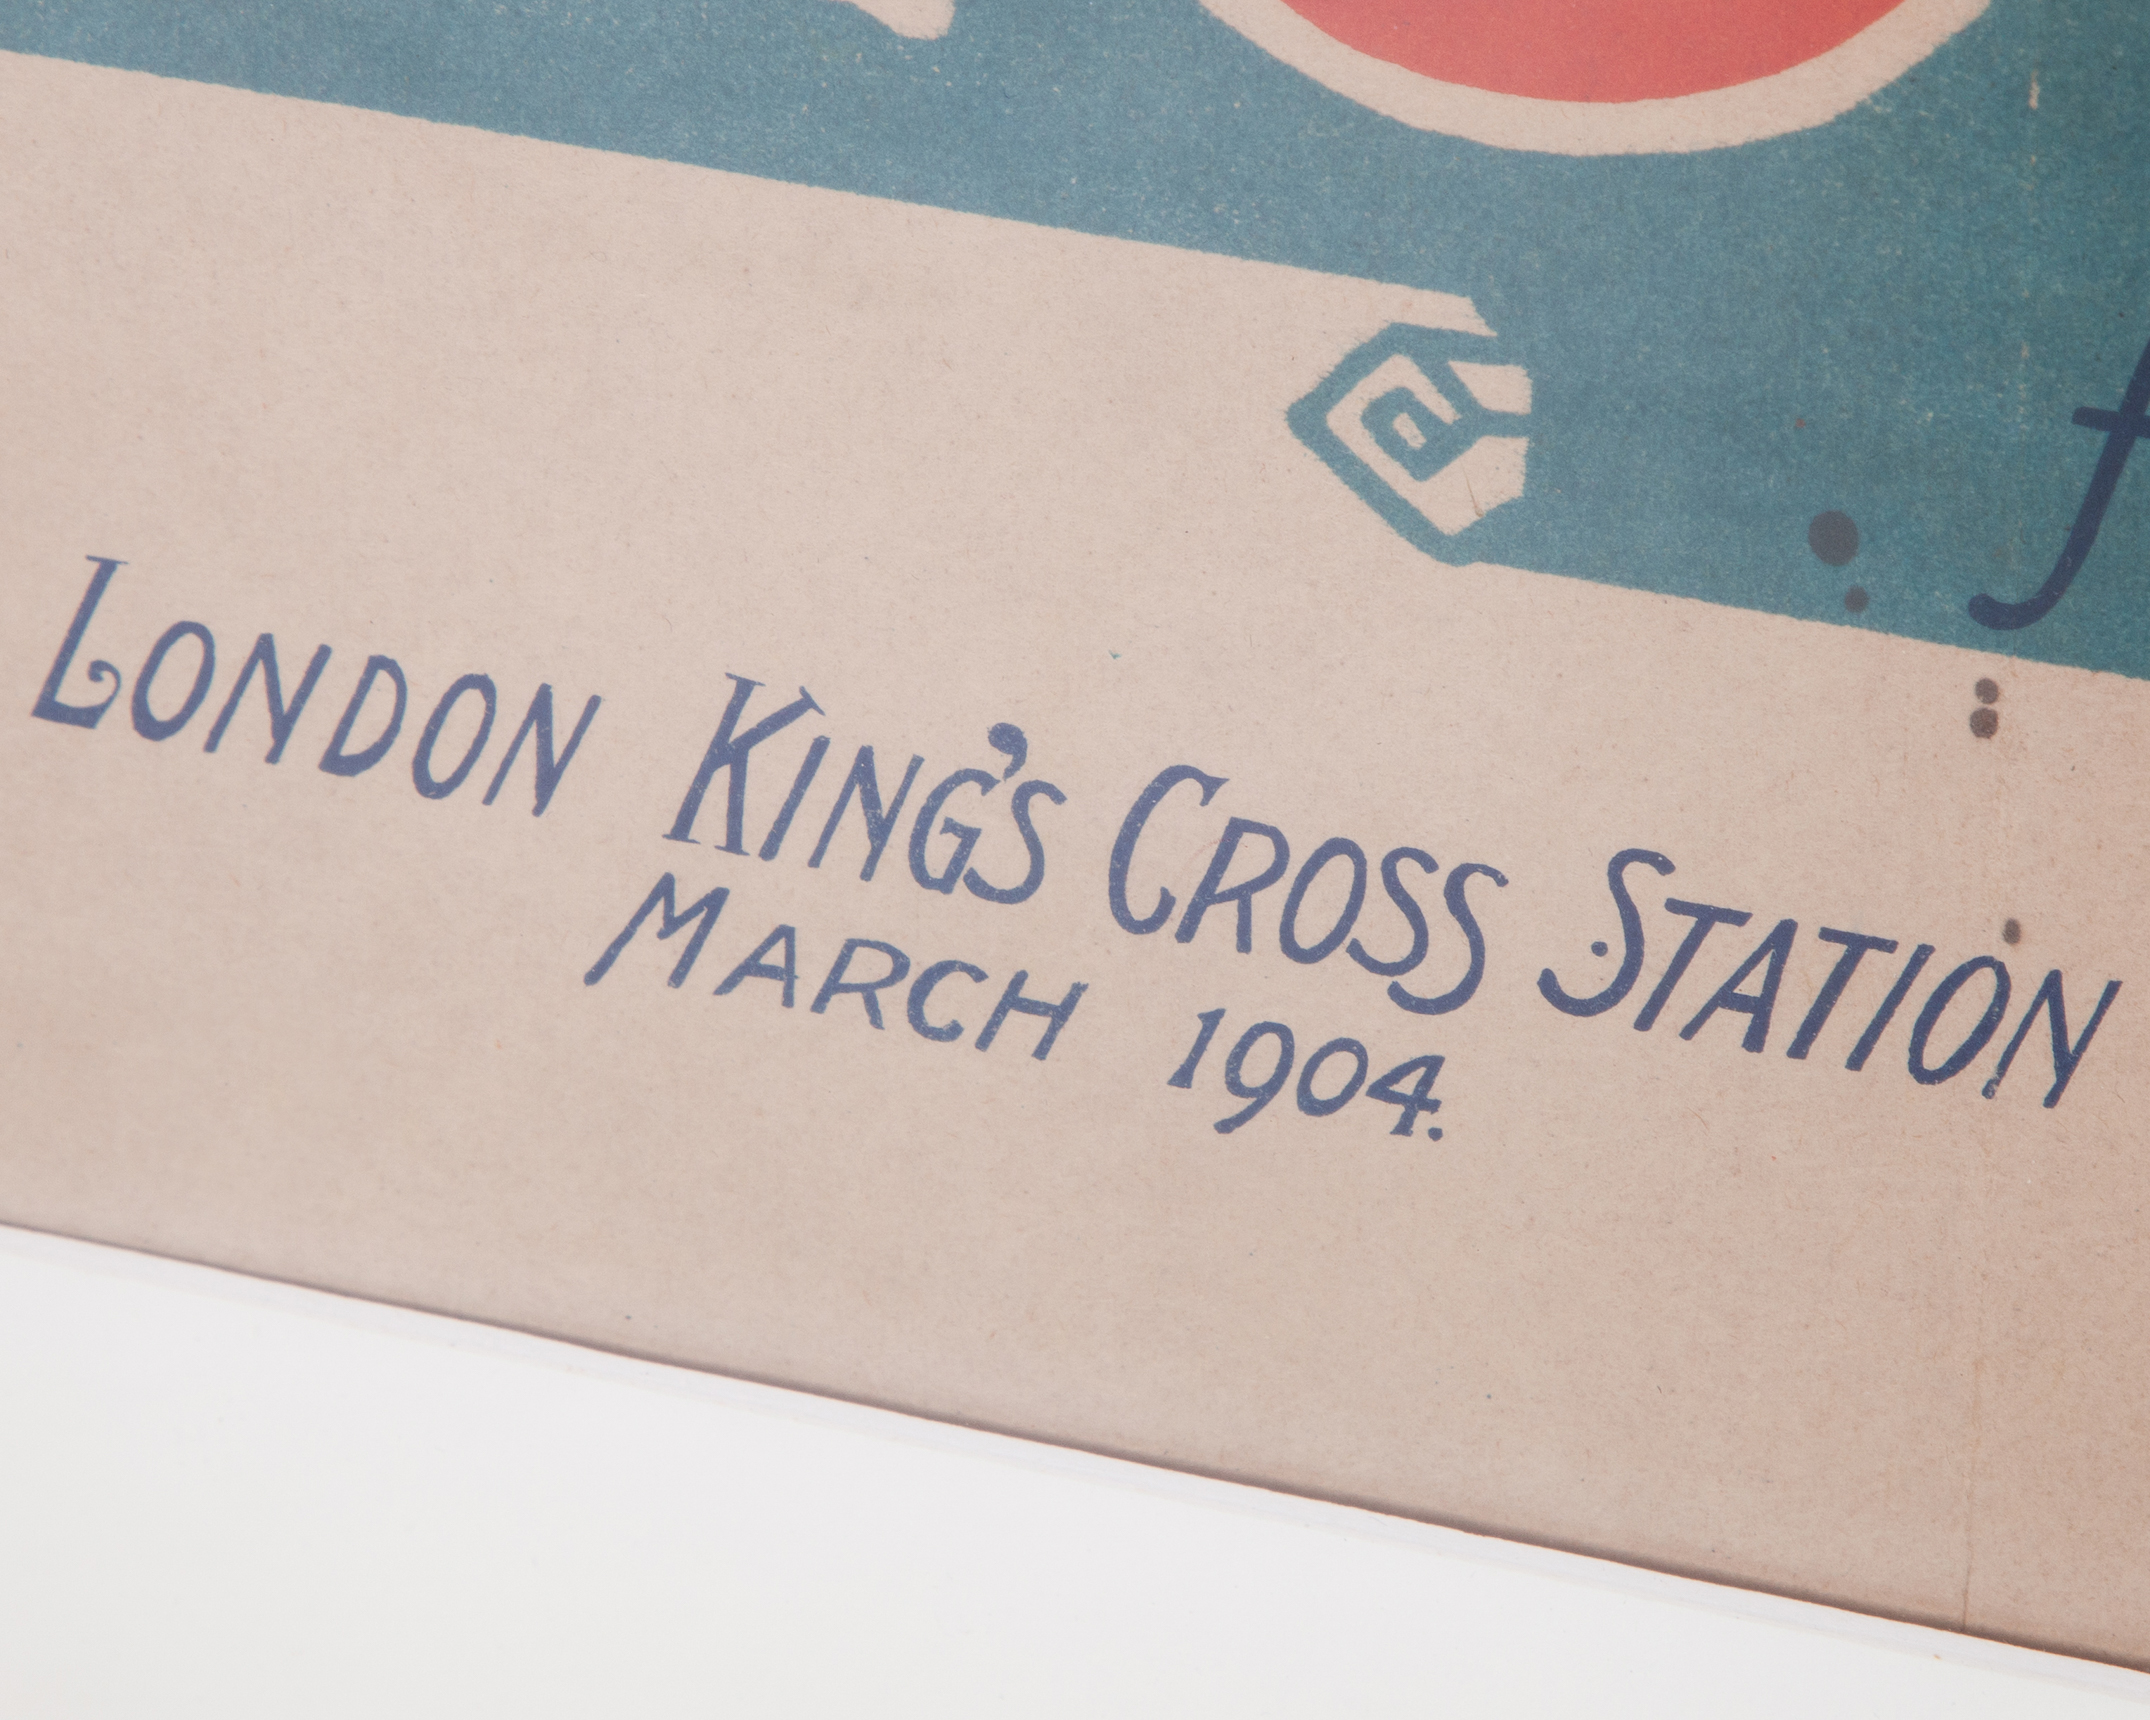 LONDON KING'S CROSS STATION
MARCH 1904.